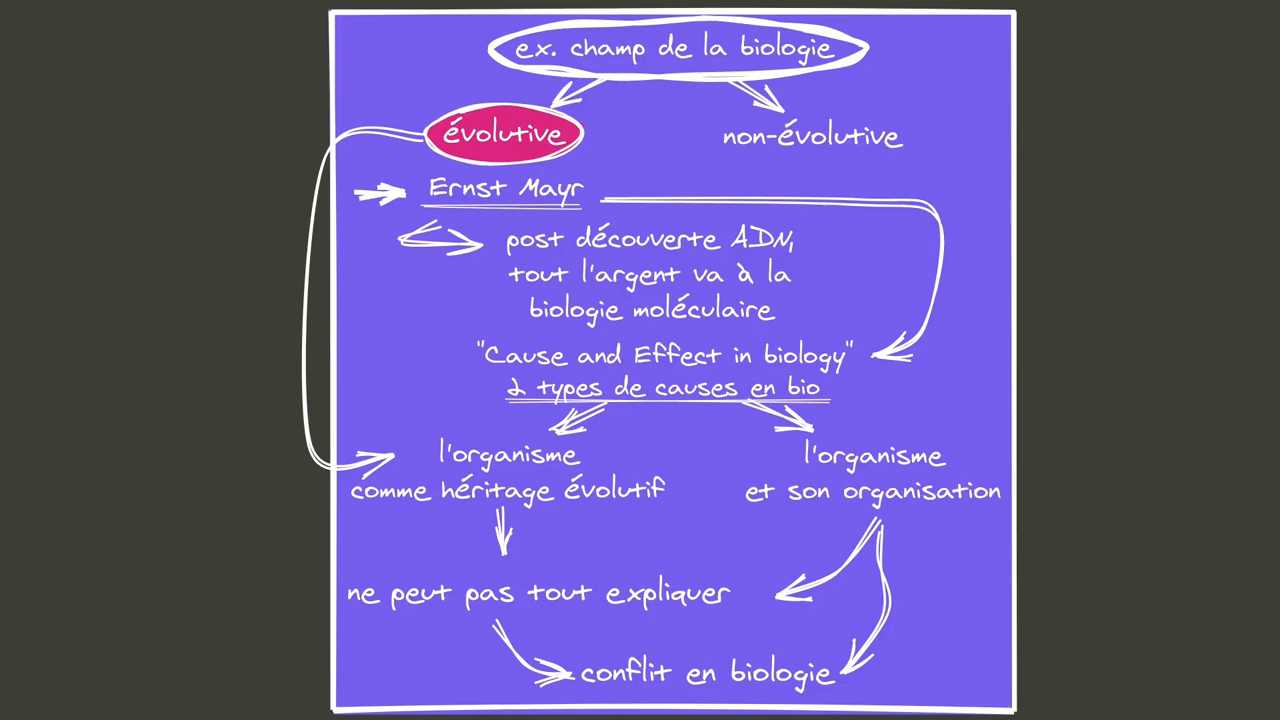 ex. champ de la biologie
évolutive
non-évolutive
Ernst Mayr
post découverte ADN,
tout l'argent va à la
biologie moléculaire
"Cause and Effect in biology"
2 types de causes en bio
l'organisme
comme héritage évolutif
l'organisme
et son organisation
ne peut pas tout expliquer
conflit en biologie